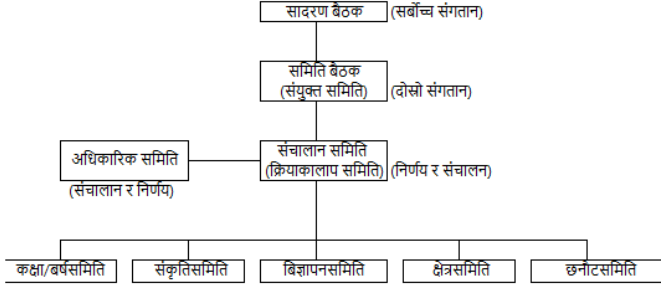 सादरण बैठक (सर्बोच्च संगतान)
समिति बैठक
(संयुक्त समिति) (दोस्रो संगतान)
संचालान समिति
(क्रियाकालाप समिति) (निर्णय र संचालन)
अधिकारिक समिति
(संचालान र निर्णय)
कक्षा/बर्षसमिति संकृतिसमिति बिज्ञापनसमिति क्षेत्रसमिति छनौटसमिति